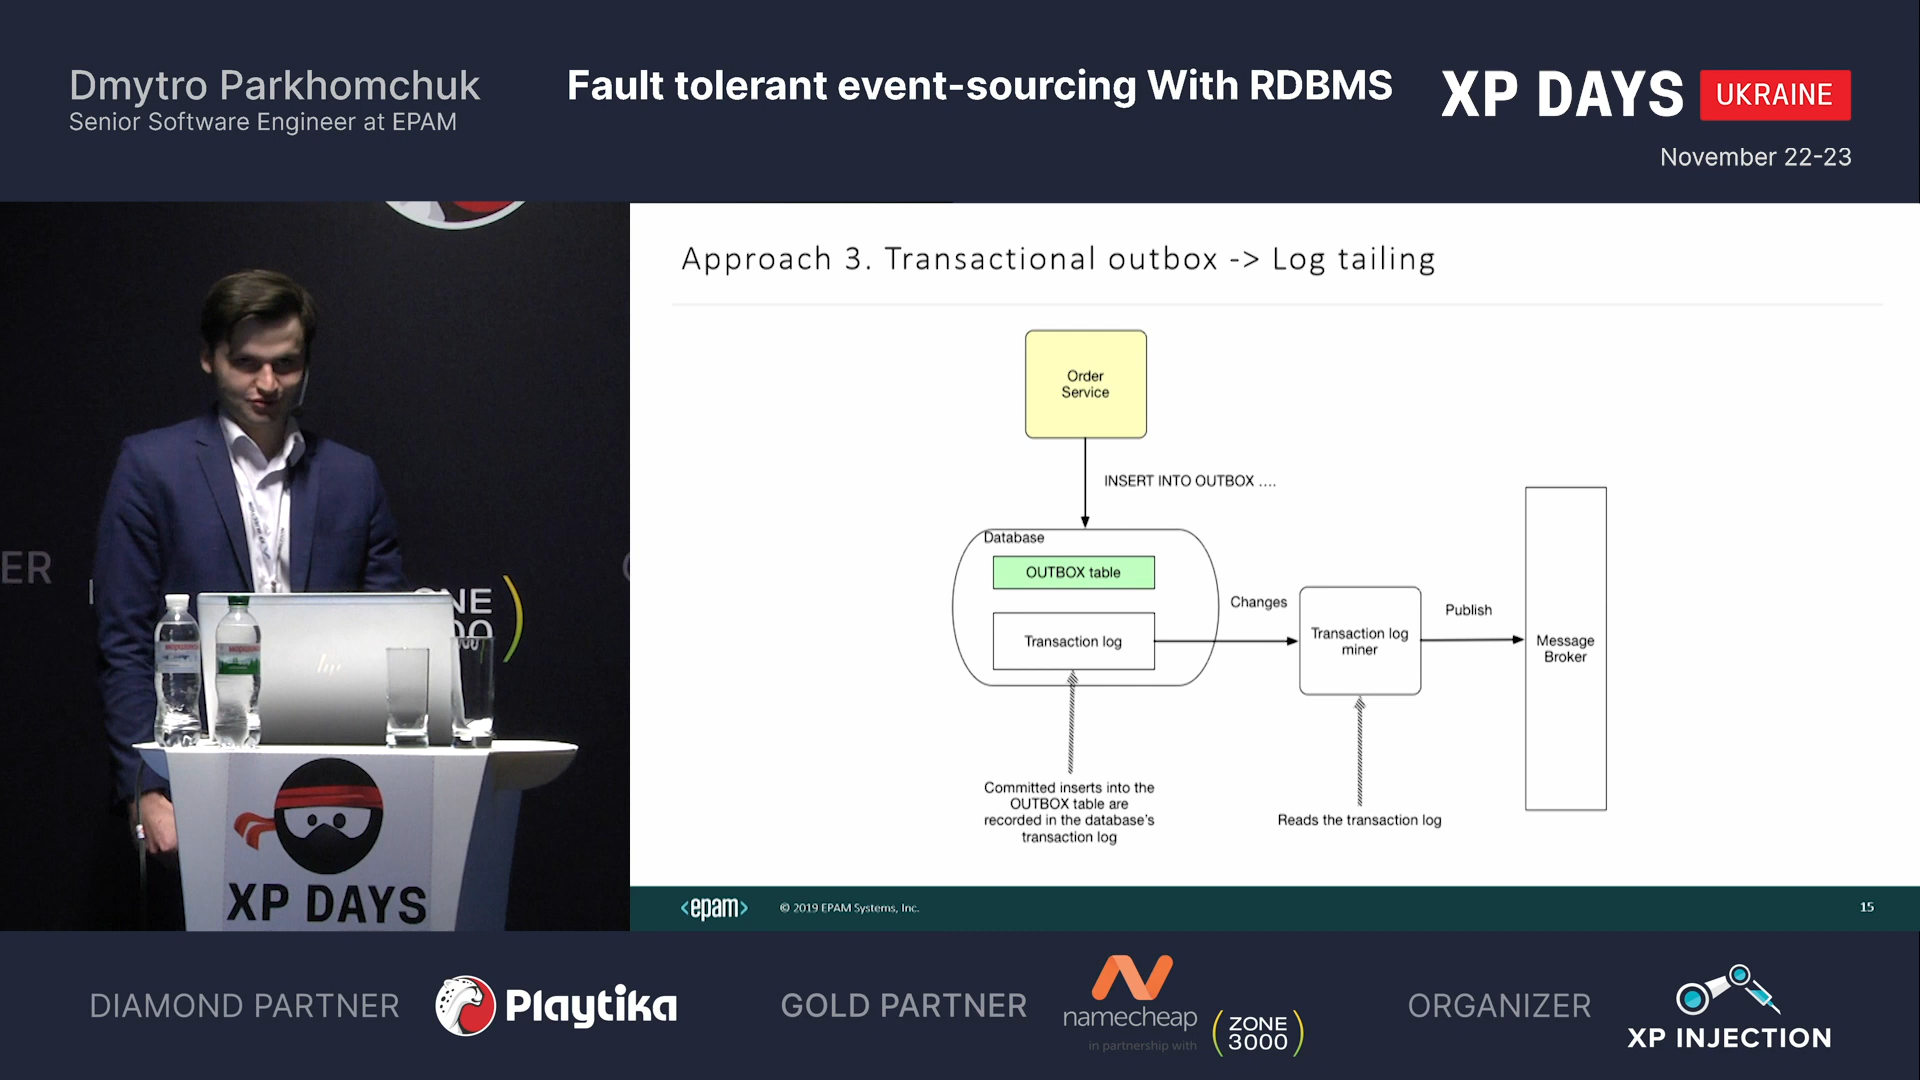 Dmytro Parkhomchuk
Senior Software Engineer at EPAM
Fault tolerant event-sourcing With RDBMS
XP DAYS UKRAINE
November 22-23
Approach 3. Transactional outbox -> Log tailing
Order
Service
INSERT INTO OUTBOX ....
Database
OUTBOX table
Transaction log
Changes
Transaction log
miner
Publish
Message
Broker
Committed inserts into the
OUTBOX table are
recorded in the database's
transaction log
Reads the transaction log
<epam>
© 2019 EPAM Systems, Inc.
15
ER
hp
XP DAYS
DIAMOND PARTNER
Playtika
GOLD PARTNER
namecheap
in partnership with
ZONE
3000
ORGANIZER
XP INJECTION